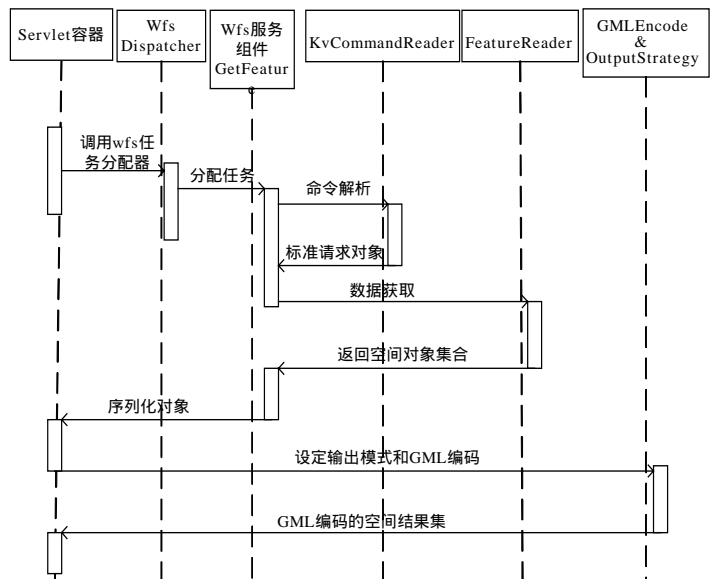 Servlet容器
Wfs
Dispatcher
Wfs服务
组件
GetFeatur
e
KvCommandReader
FeatureReader
GMLEncode
&
OutputStrategy
调用wfs任
务分配器
分配任务
命令解析
标准请求对象
数据获取
返回空间对象集合
序列化对象
设定输出模式和GML编码
GML编码的空间结果集